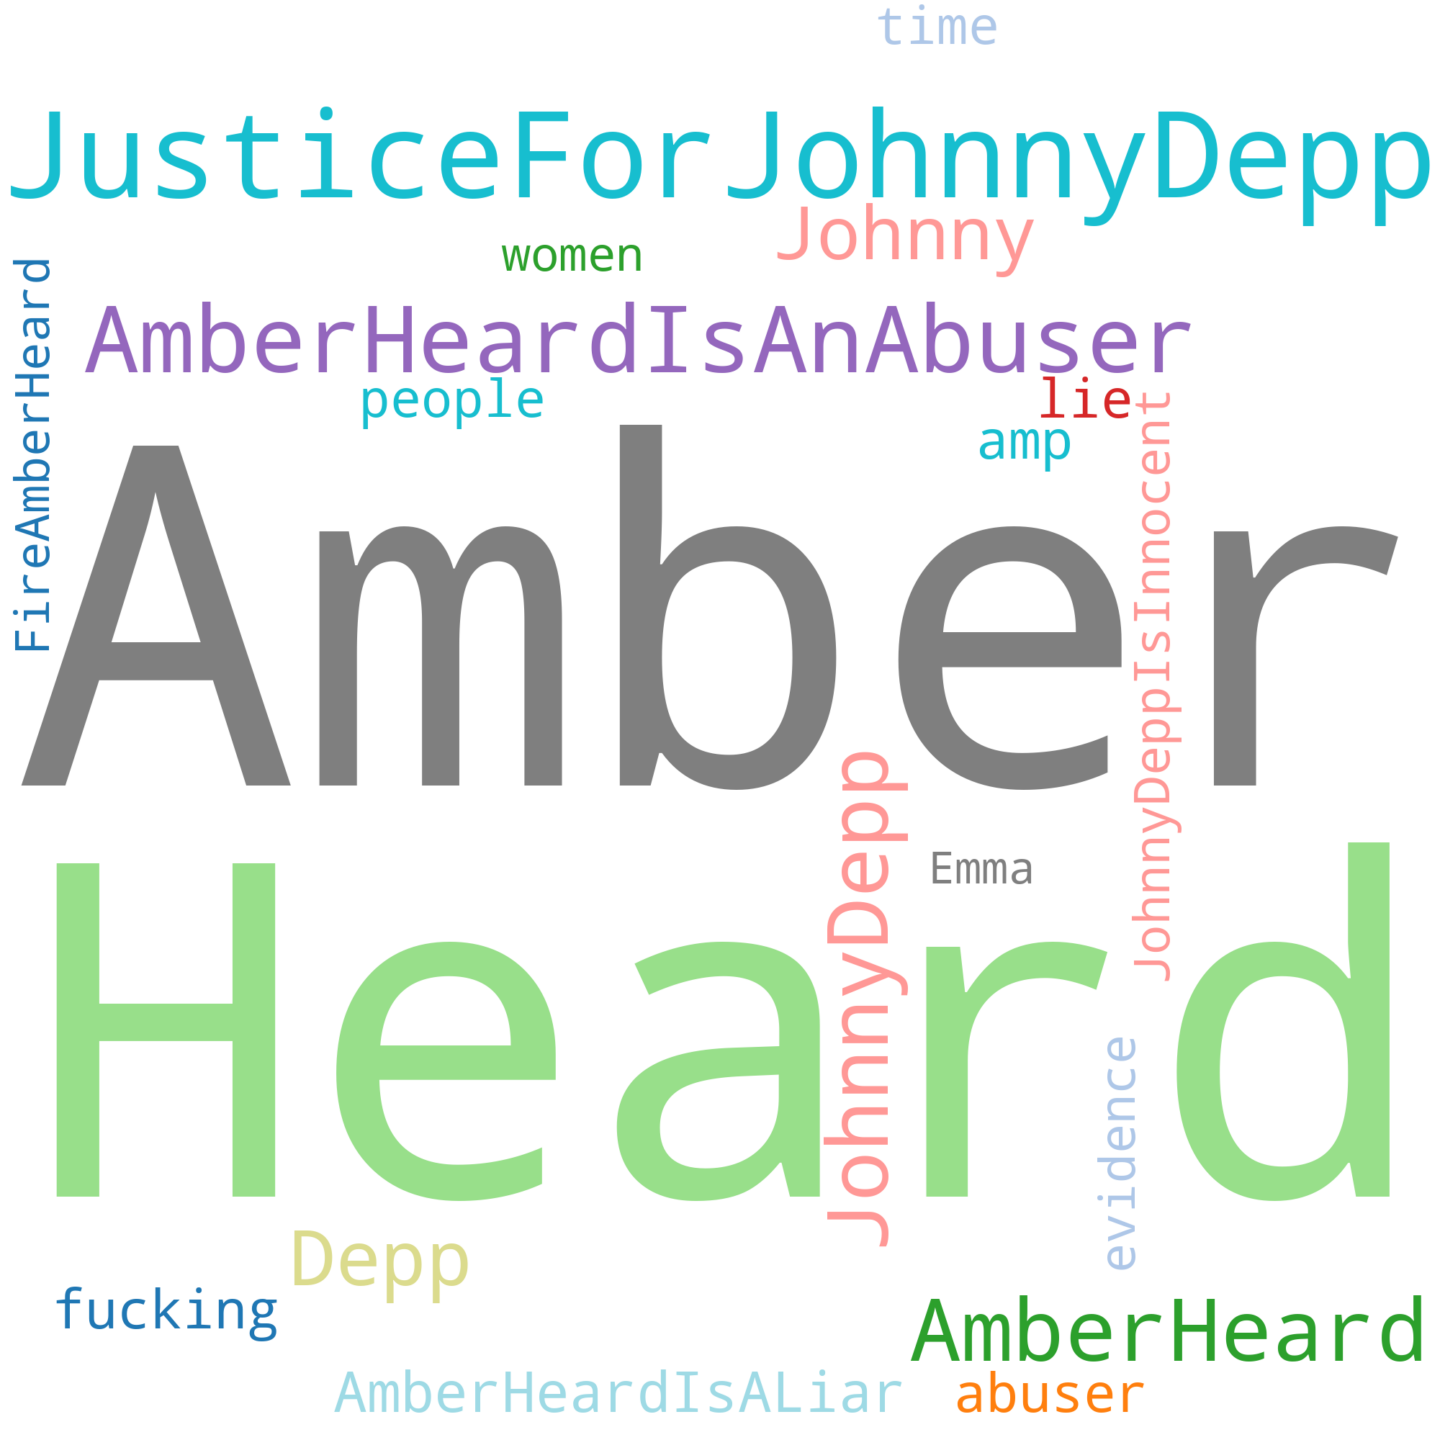 time
JusticeForJohnnyDepp
Johnny
women
FireAmberHeard
AmberHeardIsAnAbuser
people
lie
amp
JohnnyDeppIsInnocent
Amber
JohnnyDepp
Emma
Heard
evidence
Depp
fucking
AmberHeard
AmberHeardIsALiar
abuser